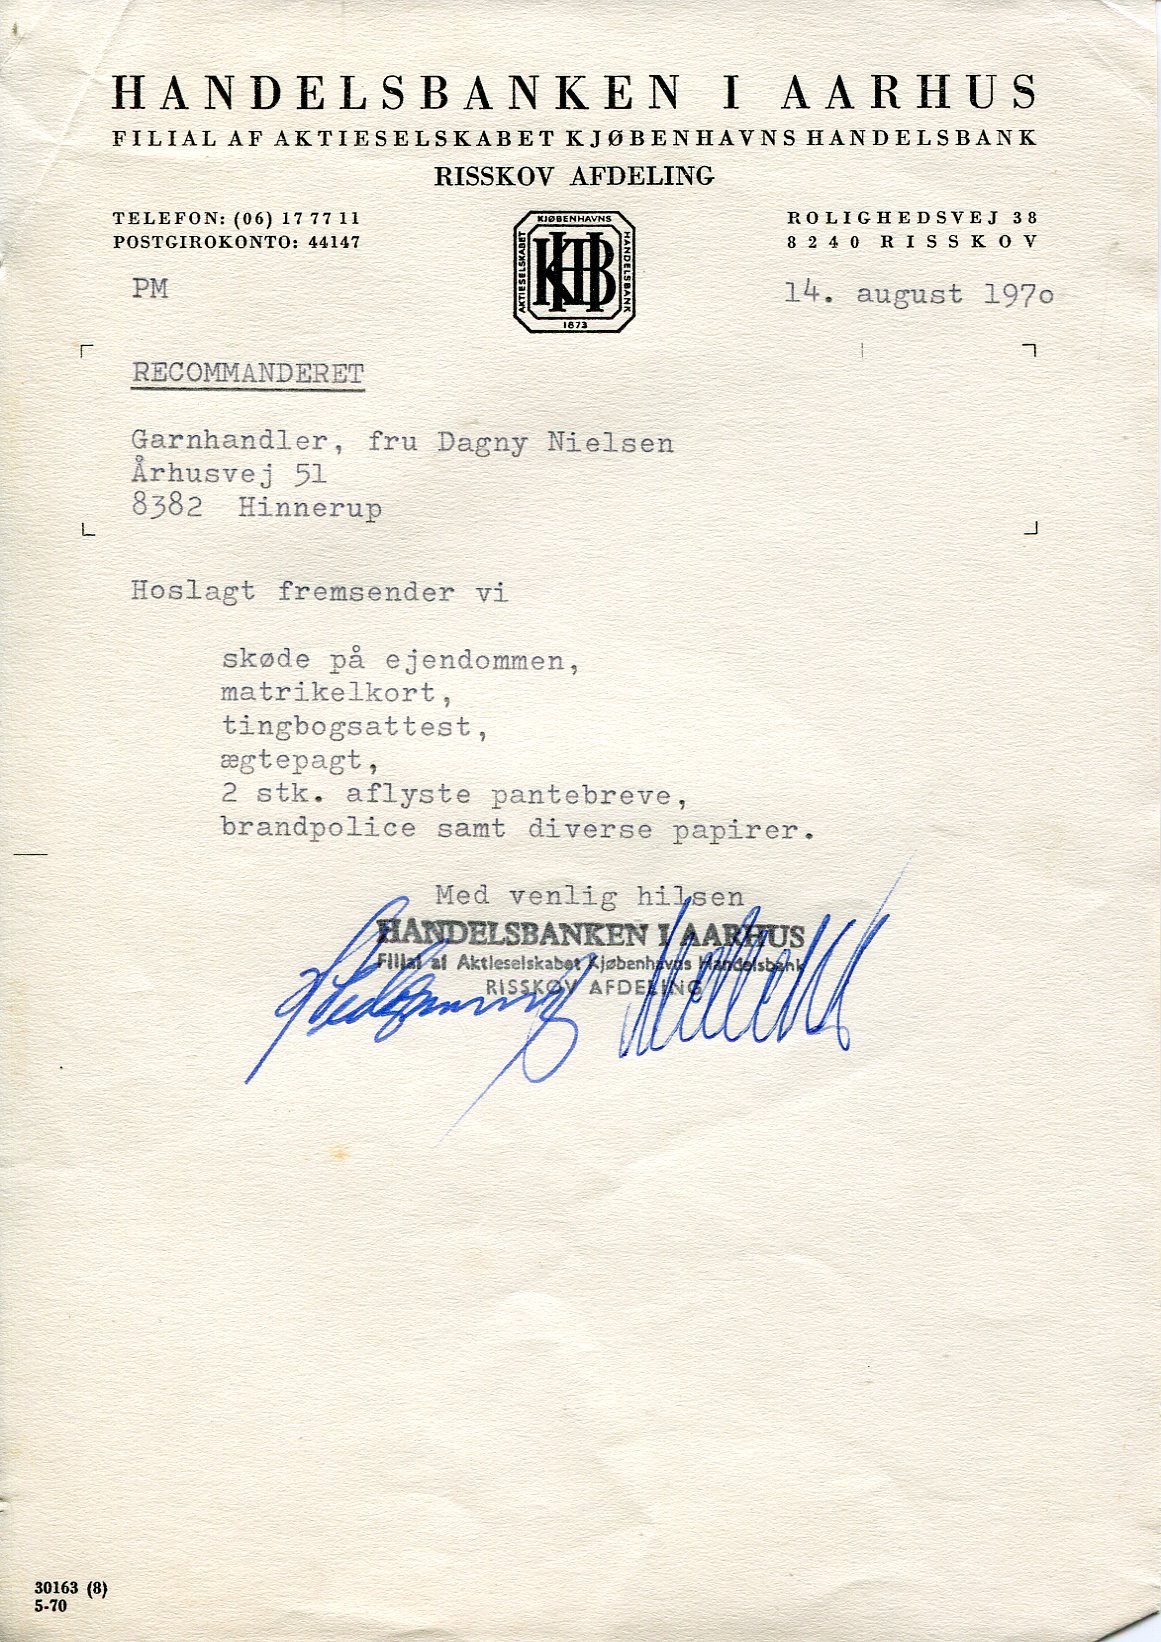 HANDELSBANKEN I AARHUS
FILIAL AF AKTIESELSKABET KJØBENHAVNS HANDELSBANK
RISSKOV AFDELING
TELEFON: (06) 17 77 11
POSTGIROKONTO: 44147
KJØBENHAVNS
AKTIESELSKABET
HANDELSBANK
KHB
1873
ROLIGHEDSVEJ 38
8240 RISSKOV
PM
14. august 1970
RECOMMANDERET
Garnhandler, fru Dagny Nielsen
Århusvej 51
8382 Hinnerup
Hoslagt fremsender vi
skøde på ejendommen,
matrikelkort,
tingbogsattest,
ægtepagt,
2 stk. aflyste pantebreve,
brandpolice samt diverse papirer.
Med venlig hilsen
HANDELSBANKEN I AARHUS
Filial af Aktieselskabet Kjøbenhavns Handelsbank
RISSKOV AFDELING
30163 (8)
5-70